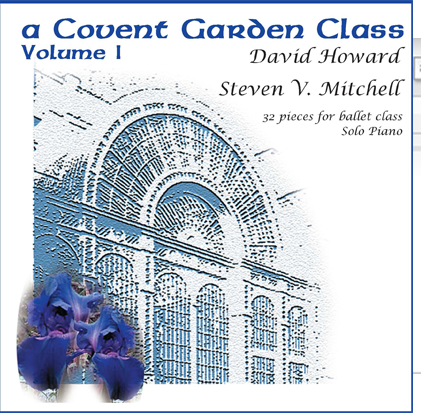 a Covent Garden Class
Volume 1
David Howard
Steven V. Mitchell
32 pieces for ballet class
Solo Piano